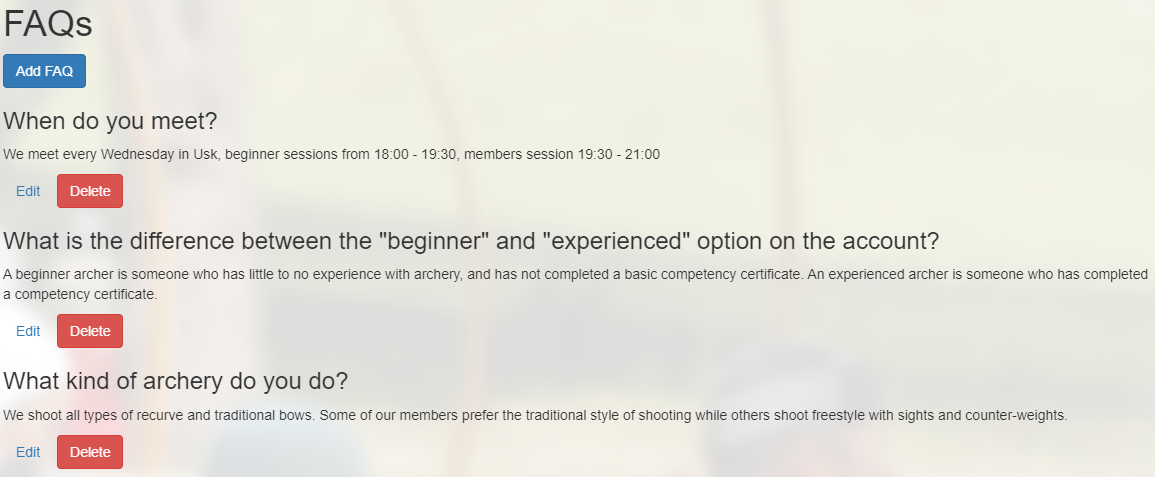 FAQs
Add FAQ
When do you meet?
We meet every Wednesday in Usk, beginner sessions from 18:00 - 19:30, members session 19:30 - 21:00
Edit Delete
What is the difference between the "beginner" and "experienced" option on the account?
A beginner archer is someone who has little to no experience with archery, and has not completed a basic competency certificate. An experienced archer is someone who has completed
a competency certificate.
Edit Delete
What kind of archery do you do?
We shoot all types of recurve and traditional bows. Some of our members prefer the traditional style of shooting while others shoot freestyle with sights and counter-weights.
Edit Delete